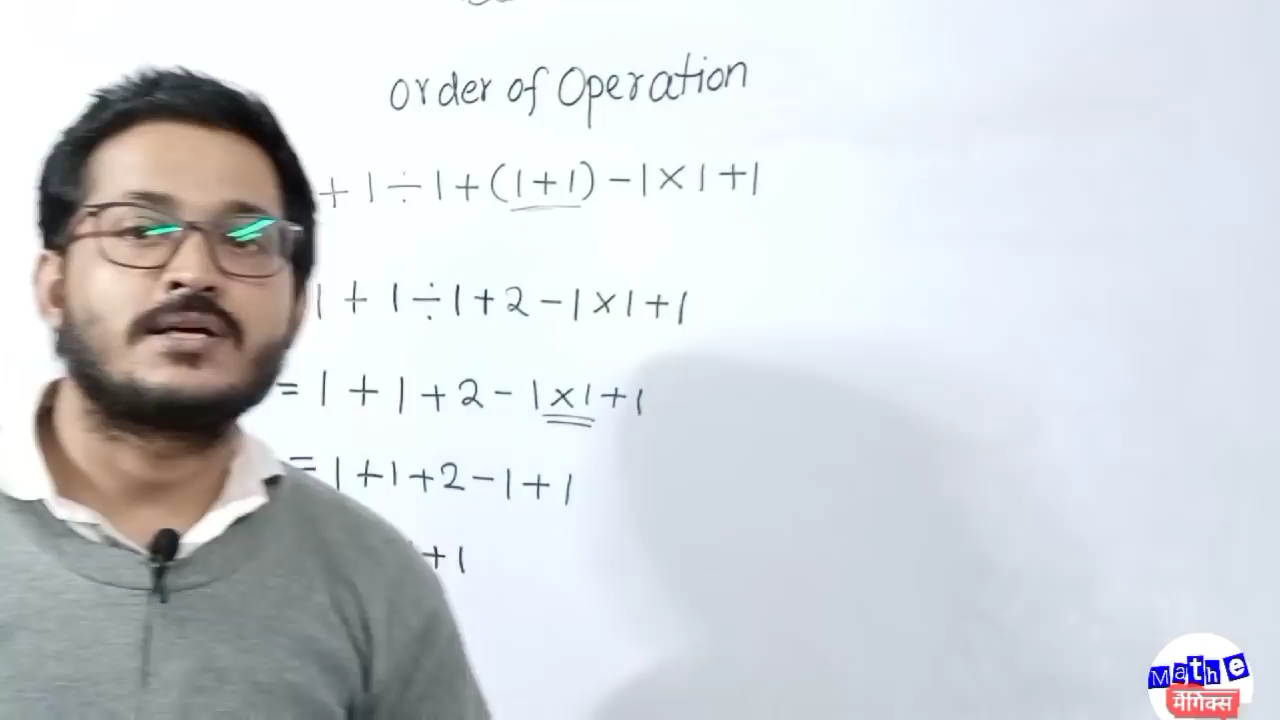 Order of Operation
+ 1 ÷ 1 + (1 + 1) - 1 × 1 + 1
1 + 1 ÷ 1 + 2 - 1 × 1 + 1
= 1 + 1 + 2 - 1 × 1 + 1
= 1 + 1 + 2 - 1 + 1
+ 1
Mathe
मैगिक्स